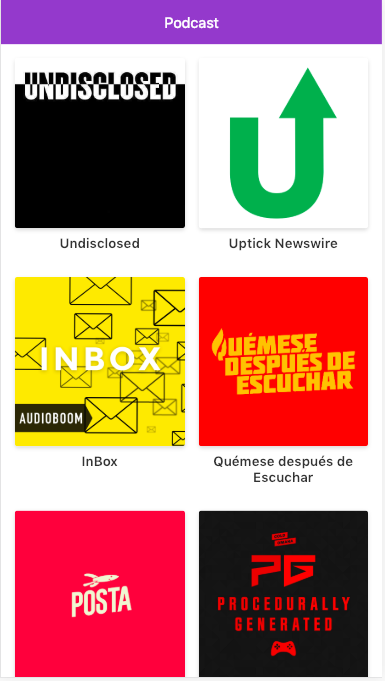 Podcast
UNDISCLOSED
Undisclosed
Uptick Newswire
INBOX
AUDIOBOOM
InBox
QUÉMESE
DESPUÉS DE
ESCUCHAR
Quémese después de
Escuchar
POSTA
PG
PROCEDURALLY
GENERATED